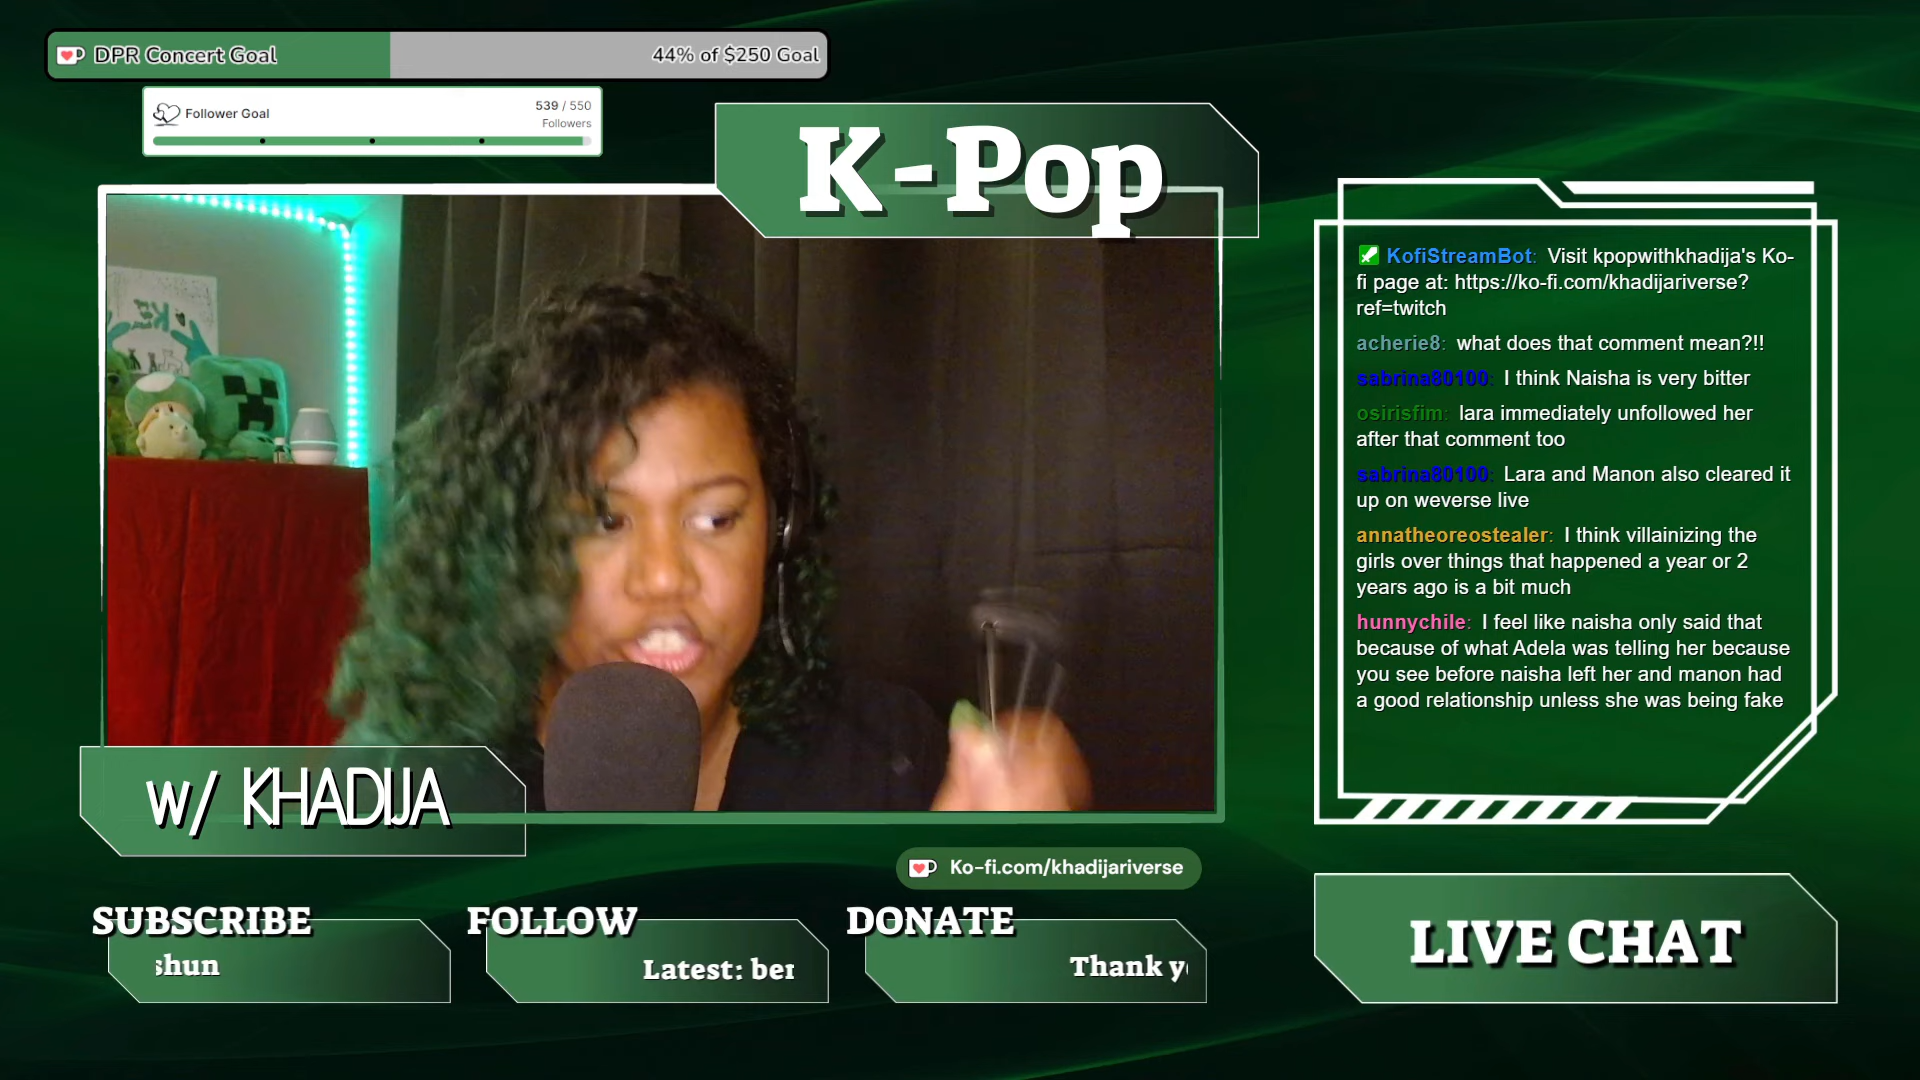 DPR Concert Goal
44% of $250 Goal
Follower Goal
539 / 550
Followers
K-Pop
KofiStreamBot: Visit kpopwithkhadija's Ko-
fi page at: https://ko-fi.com/khadijariverse?
ref=twitch
acherie8: what does that comment mean?!!
sabrina80100: I think Naisha is very bitter
osirisfim: lara immediately unfollowed her
after that comment too
sabrina80100: Lara and Manon also cleared it
up on weverse live
annatheoreostealer: I think villainizing the
girls over things that happened a year or 2
years ago is a bit much
hunnychile: I feel like naisha only said that
because of what Adela was telling her because
you see before naisha left her and manon had
a good relationship unless she was being fake
w/ KHADIJA
Ko-fi.com/khadijariverse
SUBSCRIBE
shun
FOLLOW
Latest: ber
DONATE
Thank y
LIVE CHAT